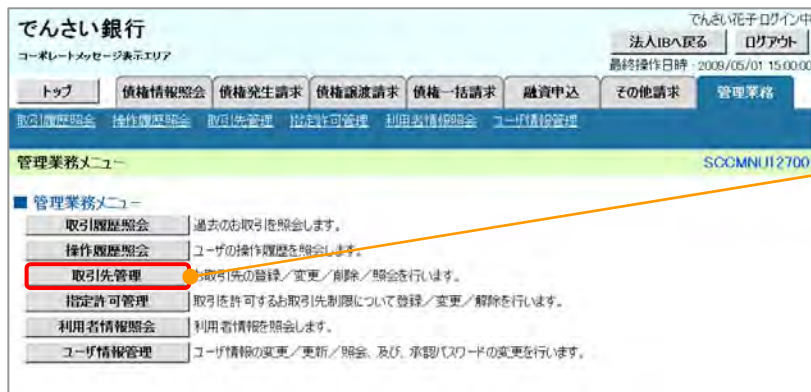 でんさい銀行
でんさい花子 ログイン中
コーポレートメッセージ表示エリア
法人IBへ戻る ログアウト
最終操作日時：2009/05/01 15:00:00
トップ 債権情報照会 債権発生請求 債権譲渡請求 債権一括請求 融資申込 その他請求 管理業務
取引履歴照会 操作履歴照会 取引先管理 指定許可管理 利用者情報照会 ユーザ情報管理
管理業務メニュー SCCMNU12700
■ 管理業務メニュー
取引履歴照会 過去のお取引を照会します。
操作履歴照会 ユーザの操作履歴を照会します。
取引先管理 お取引先の登録／変更／削除／照会を行います。
指定許可管理 取引を許可するお取引先制限について登録／変更／解除を行います。
利用者情報照会 利用者情報を照会します。
ユーザ情報管理 ユーザ情報の変更／更新／照会、及び、承認パスワードの変更を行います。